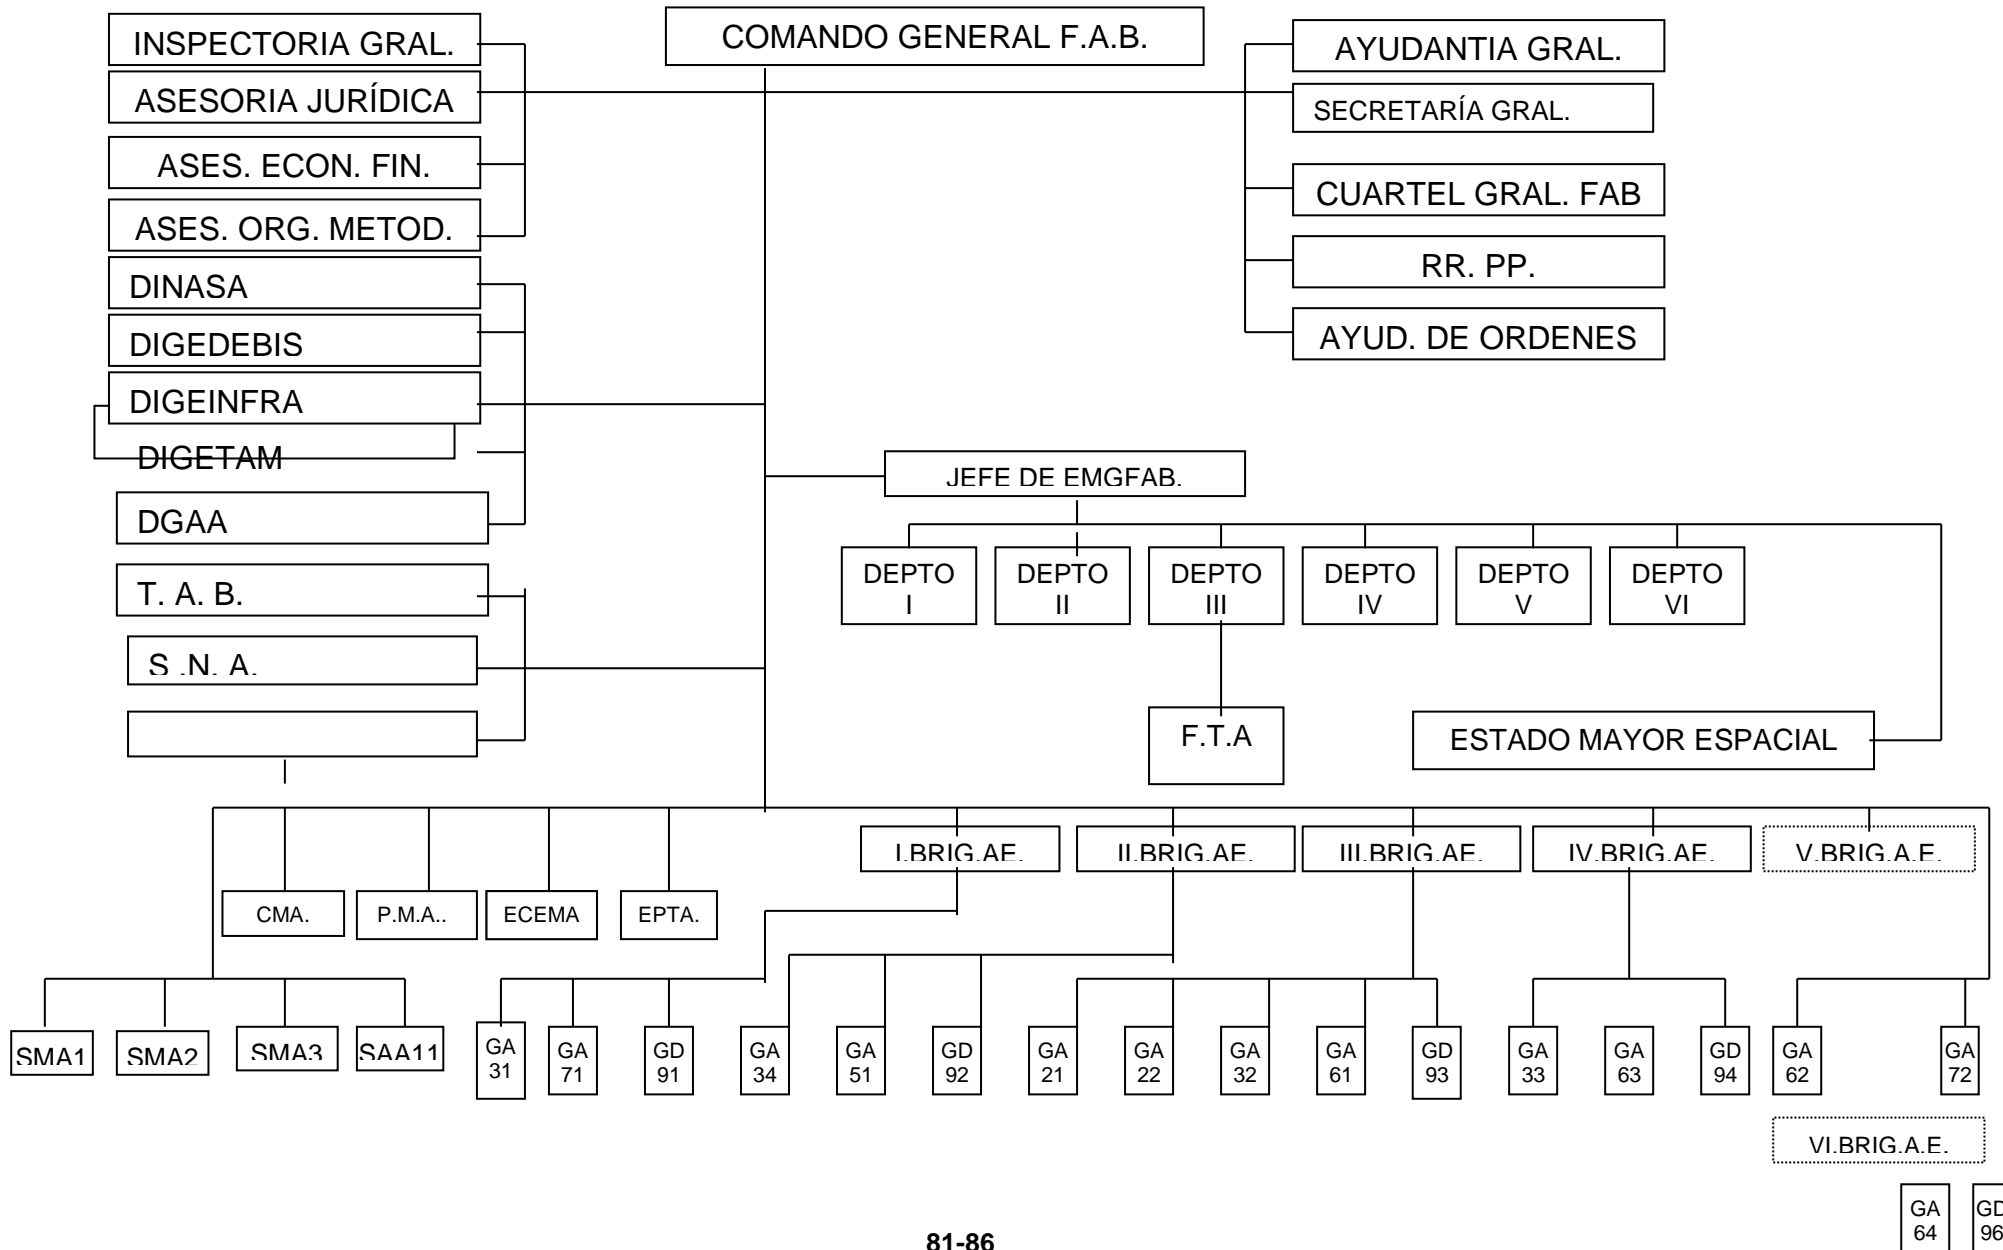 COMANDO GENERAL F.A.B.
INSPECTORIA GRAL.
ASESORIA JURÍDICA
ASES. ECON. FIN.
ASES. ORG. METOD.
AYUDANTIA GRAL.
SECRETARÍA GRAL.
CUARTEL GRAL. FAB
RR. PP.
AYUD. DE ORDENES
DINASA
DIGEDEBIS
DIGEINFRA
DIGETAM
DGAA
T. A. B.
S .N. A.
JEFE DE EMGFAB.
DEPTO
I
DEPTO
II
DEPTO
III
DEPTO
IV
DEPTO
V
DEPTO
VI
F.T.A
ESTADO MAYOR ESPACIAL
I.BRIG.AE.
II.BRIG.AE.
III.BRIG.AE.
IV.BRIG.AE.
V.BRIG.A.E.
CMA.
P.M.A..
ECEMA
EPTA.
SMA1
SMA2
SMA3
SAA11
GA
31
GA
71
GD
91
GA
34
GA
51
GD
92
GA
21
GA
22
GA
32
GA
61
GD
93
GA
33
GA
63
GD
94
GA
62
GA
72
VI.BRIG.A.E.
GA
64
GD
96
81-86